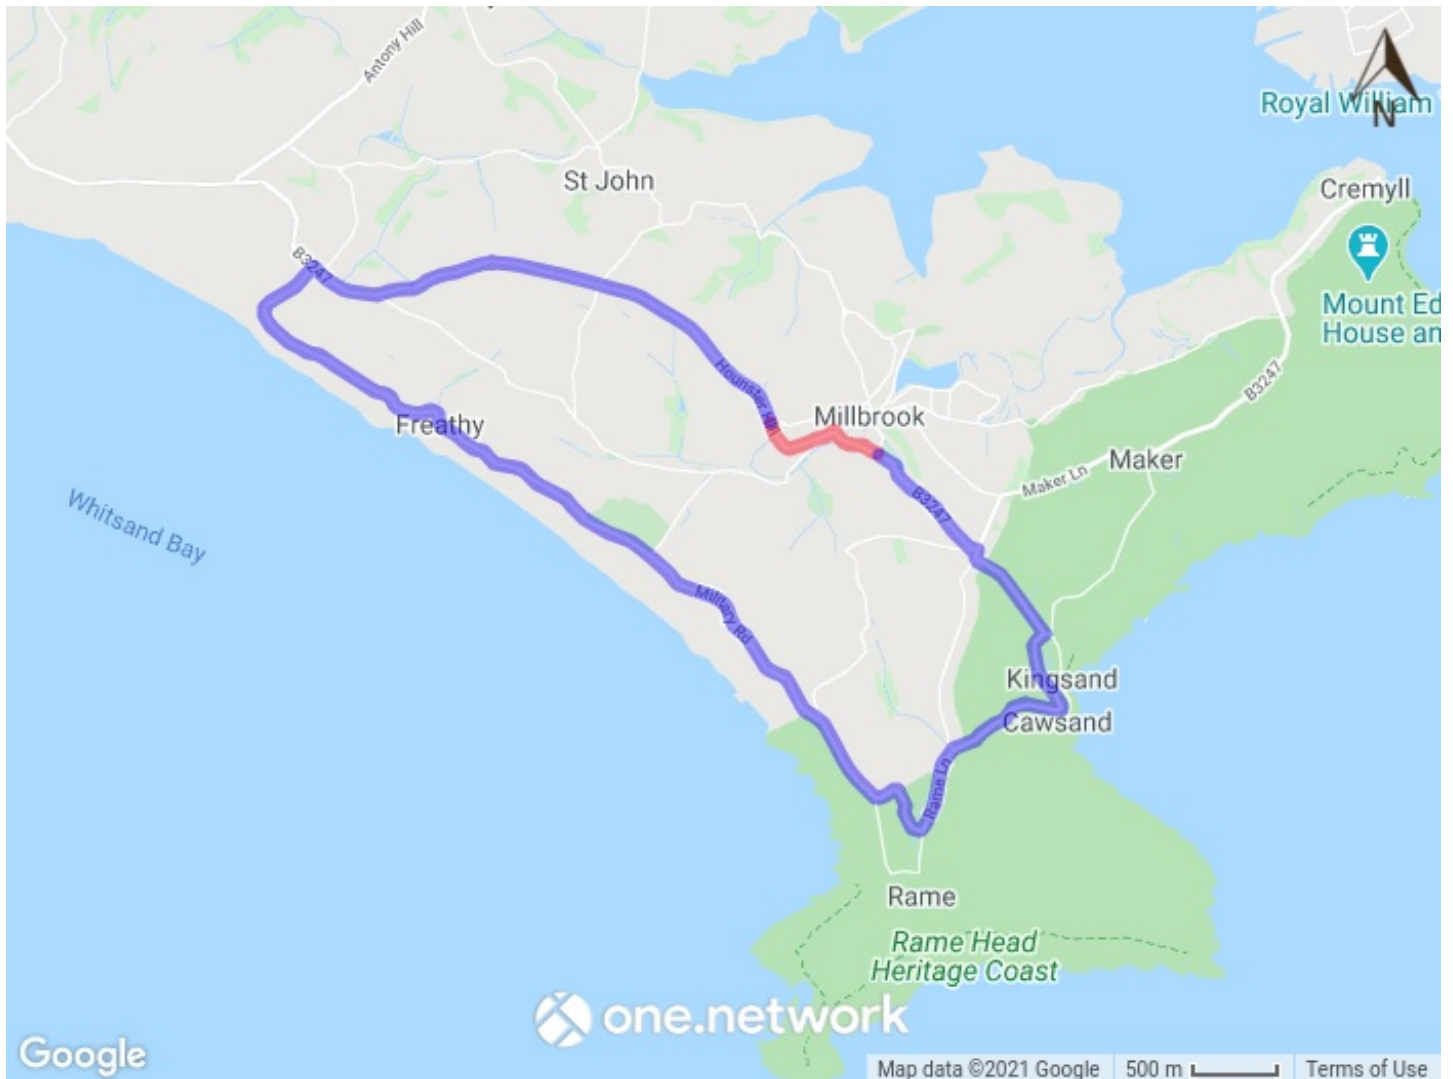 Antony Hill
Royal William
N
St John
Cremyll
B3247
Mount Ed
House an
B3247
Hounster Hill
Millbrook
Freathy
Maker
Maker Ln
B3247
Whitsand Bay
Military Rd
Kingsand
Cawsand
Rame Ln
Rame
Rame Head
Heritage Coast
one.network
Google
Map data ©2021 Google
500 m
Terms of Use